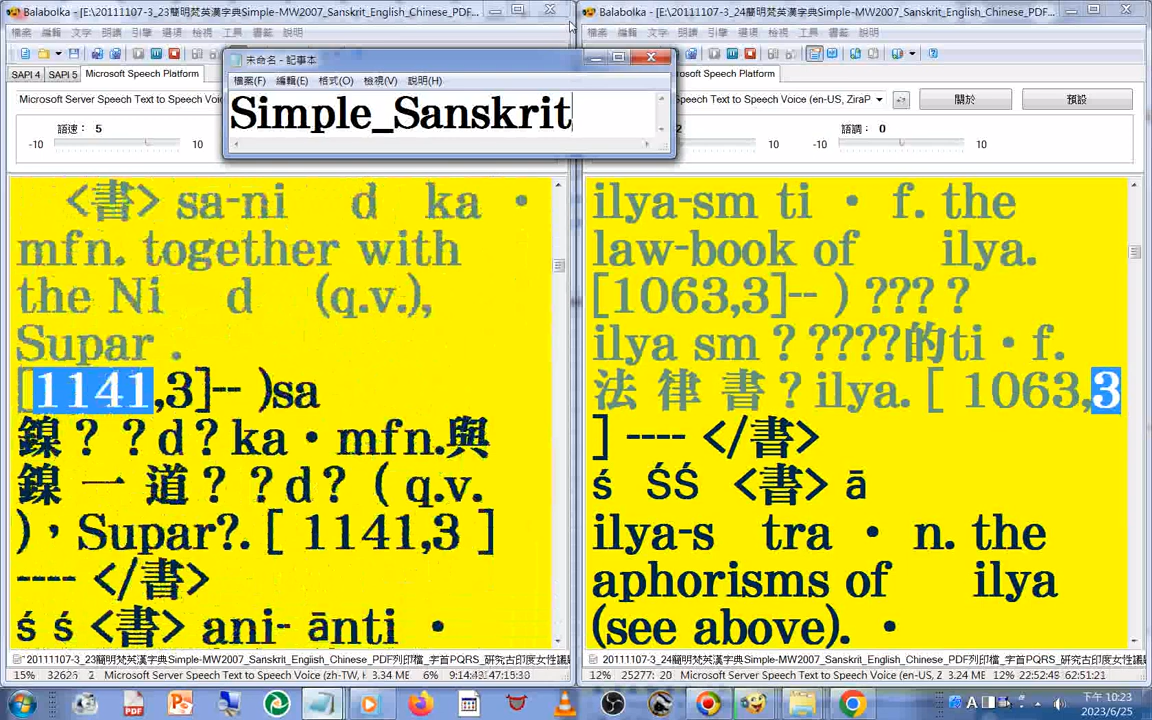 Balabolka - [E:\20111107-3_23簡明梵英漢字典Simple-MW2007_Sanskrit_English_Chinese_PDF...
檔案 編輯 文字 朗讀 引擎 選項 檢視 書籤 說明
SAPI 4 SAPI 5 Microsoft Speech Platform
Microsoft Server Speech Text to Speech Voi
語速： 5
-10 10
未命名 - 記事本
檔案(F) 編輯(E) 格式(O) 檢視(V) 說明(H)
Simple_Sanskrit
<書> sa-ni d ka •
mfn. together with
the Ni d (q.v.),
Supar .
[1141,3]-- )sa
鎳？？d？ka•mfn.與
鎳一道？？d？( q.v.
)，Supar?. [ 1141,3 ]
---- </書>
ś ś <書> ani- ānti •
20111107-3_23簡明梵英漢字典Simple-MW2007_Sanskrit_English_Chinese_PDF列印檔_字首PQRS_研究古印度女性議
15% 32625: 2 Microsoft Server Speech Text to Speech Voice (zh-TW, H 3.34 ME 6%
Balabolka - [E:\20111107-3_24簡明梵英漢字典Simple-MW2007_Sanskrit_English_Chinese_PDF...
檔案 編輯 文字 朗讀 引擎 選項 檢視 書籤 說明
Speech Platform
Speech Text to Speech Voice (en-US, ZiraP 關於 預設
2 語調： 0
10 -10 10
ilya-sm ti • f. the
law-book of ilya.
[1063,3]-- ) ????
ilya sm ? ????的ti•f.
法律書？ilya. [ 1063,3
] ---- </書>
ś ŚŚ <書> ā
ilya-s tra • n. the
aphorisms of ilya
(see above). •
20111107-3_24簡明梵英漢字典Simple-MW2007_Sanskrit_English_Chinese_PDF列印檔_字首PQRS_研究古印度女性議
12% 25277: 20 Microsoft Server Speech Text to Speech Voice (en-US, Z 3.24 ME 12% 22:52:48 62:51:21
下午 10:23
2023/6/25